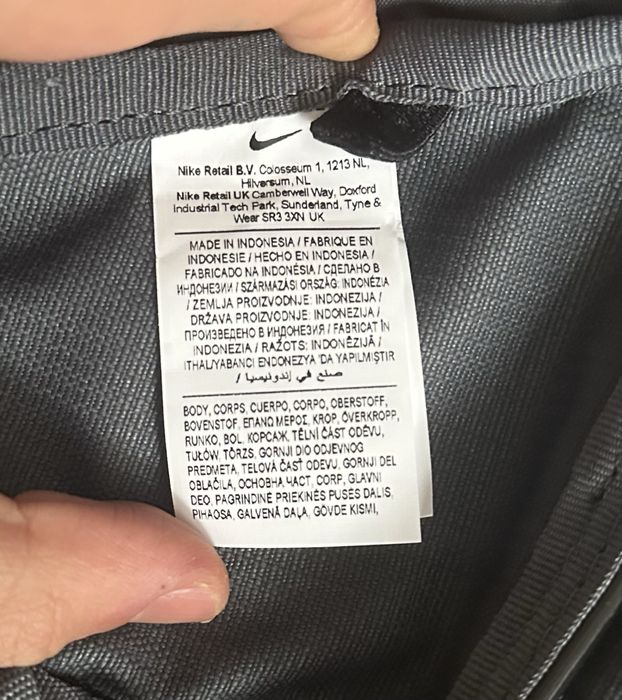 Nike Retail B.V. Colosseum 1, 1213 NL,
Hilversum, NL
Nike Retail UK Camberwell Way, Doxford
Industrial Tech Park, Sunderland, Tyne &
Wear SR3 3XN UK
MADE IN INDONESIA / FABRIQUE EN
INDONESIE / HECHO EN INDONESIA /
FABRICADO NA INDONÉSIA / СДЕЛАНО В
ИНДОНЕЗИИ / SZÁRMAZÁSI ORSZÁG: INDONÉZIA
/ ZEMLJA PROIZVODNJE: INDONEZIJA /
DRŽAVA PROIZVODNJE: INDONEZIJA /
ПРОИЗВЕДЕНО В ИНДОНЕЗИЯ / FABRICAT ÎN
INDONEZIA / RAŽOTS: INDONĒZIJĀ /
ITHAL/YABANCI ENDONEZYA 'DA YAPILMIŞTIR
/ صنع في إندونيسيا
BODY, CORPS, CUERPO, CORPO, OBERSTOFF,
BOVENSTOF, ΕΠΑΝΩ ΜΕΡΟΣ, KROP, ÖVERKROPP,
RUNKO, BOL, КОРСАЖ, TĚLNÍ ČÁST ODĚVU,
TUŁÓW, TÖRZS, GORNJI DIO ODJEVNOG
PREDMETA, TELOVÁ ČASŤ ODEVU, GORNJI DEL
OBLAČILA, ОСНОВНА ЧАСТ, CORP, GLAVNI
DEO, PAGRINDINĖ PRIEKINĖS PUSĖS DALIS,
PIHAOSA, GALVENĀ DAĻA, GÖVDE KISMI,